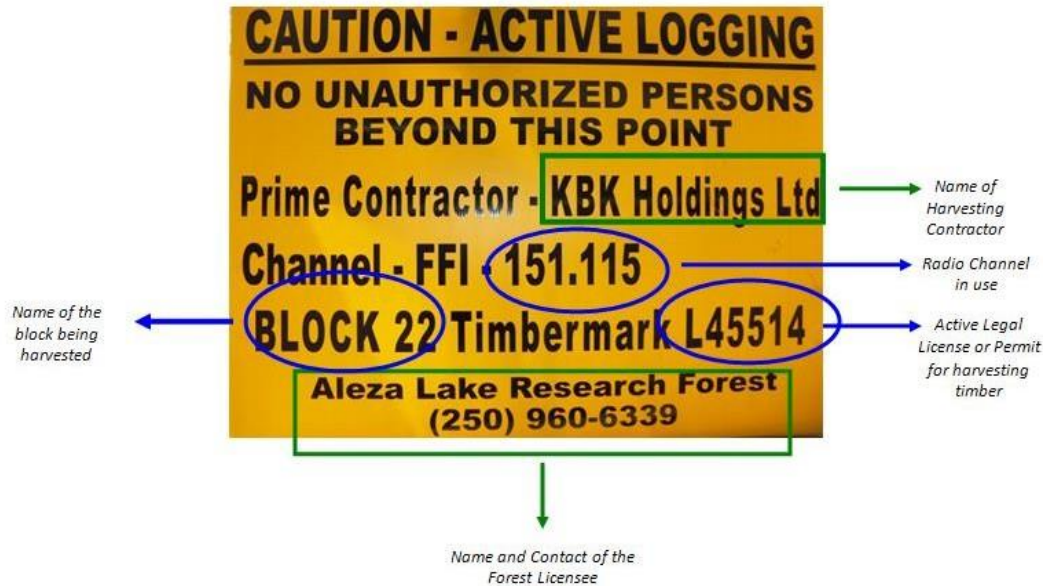 CAUTION - ACTIVE LOGGING
NO UNAUTHORIZED PERSONS
BEYOND THIS POINT
Prime Contractor - KBK Holdings Ltd
Channel - FFI - 151.115
BLOCK 22 Timbermark L45514
Aleza Lake Research Forest
(250) 960-6339
Name of
Harvesting
Contractor
Radio Channel
in use
Name of the
block being
harvested
Active Legal
License or Permit
for harvesting
timber
Name and Contact of the
Forest Licensee